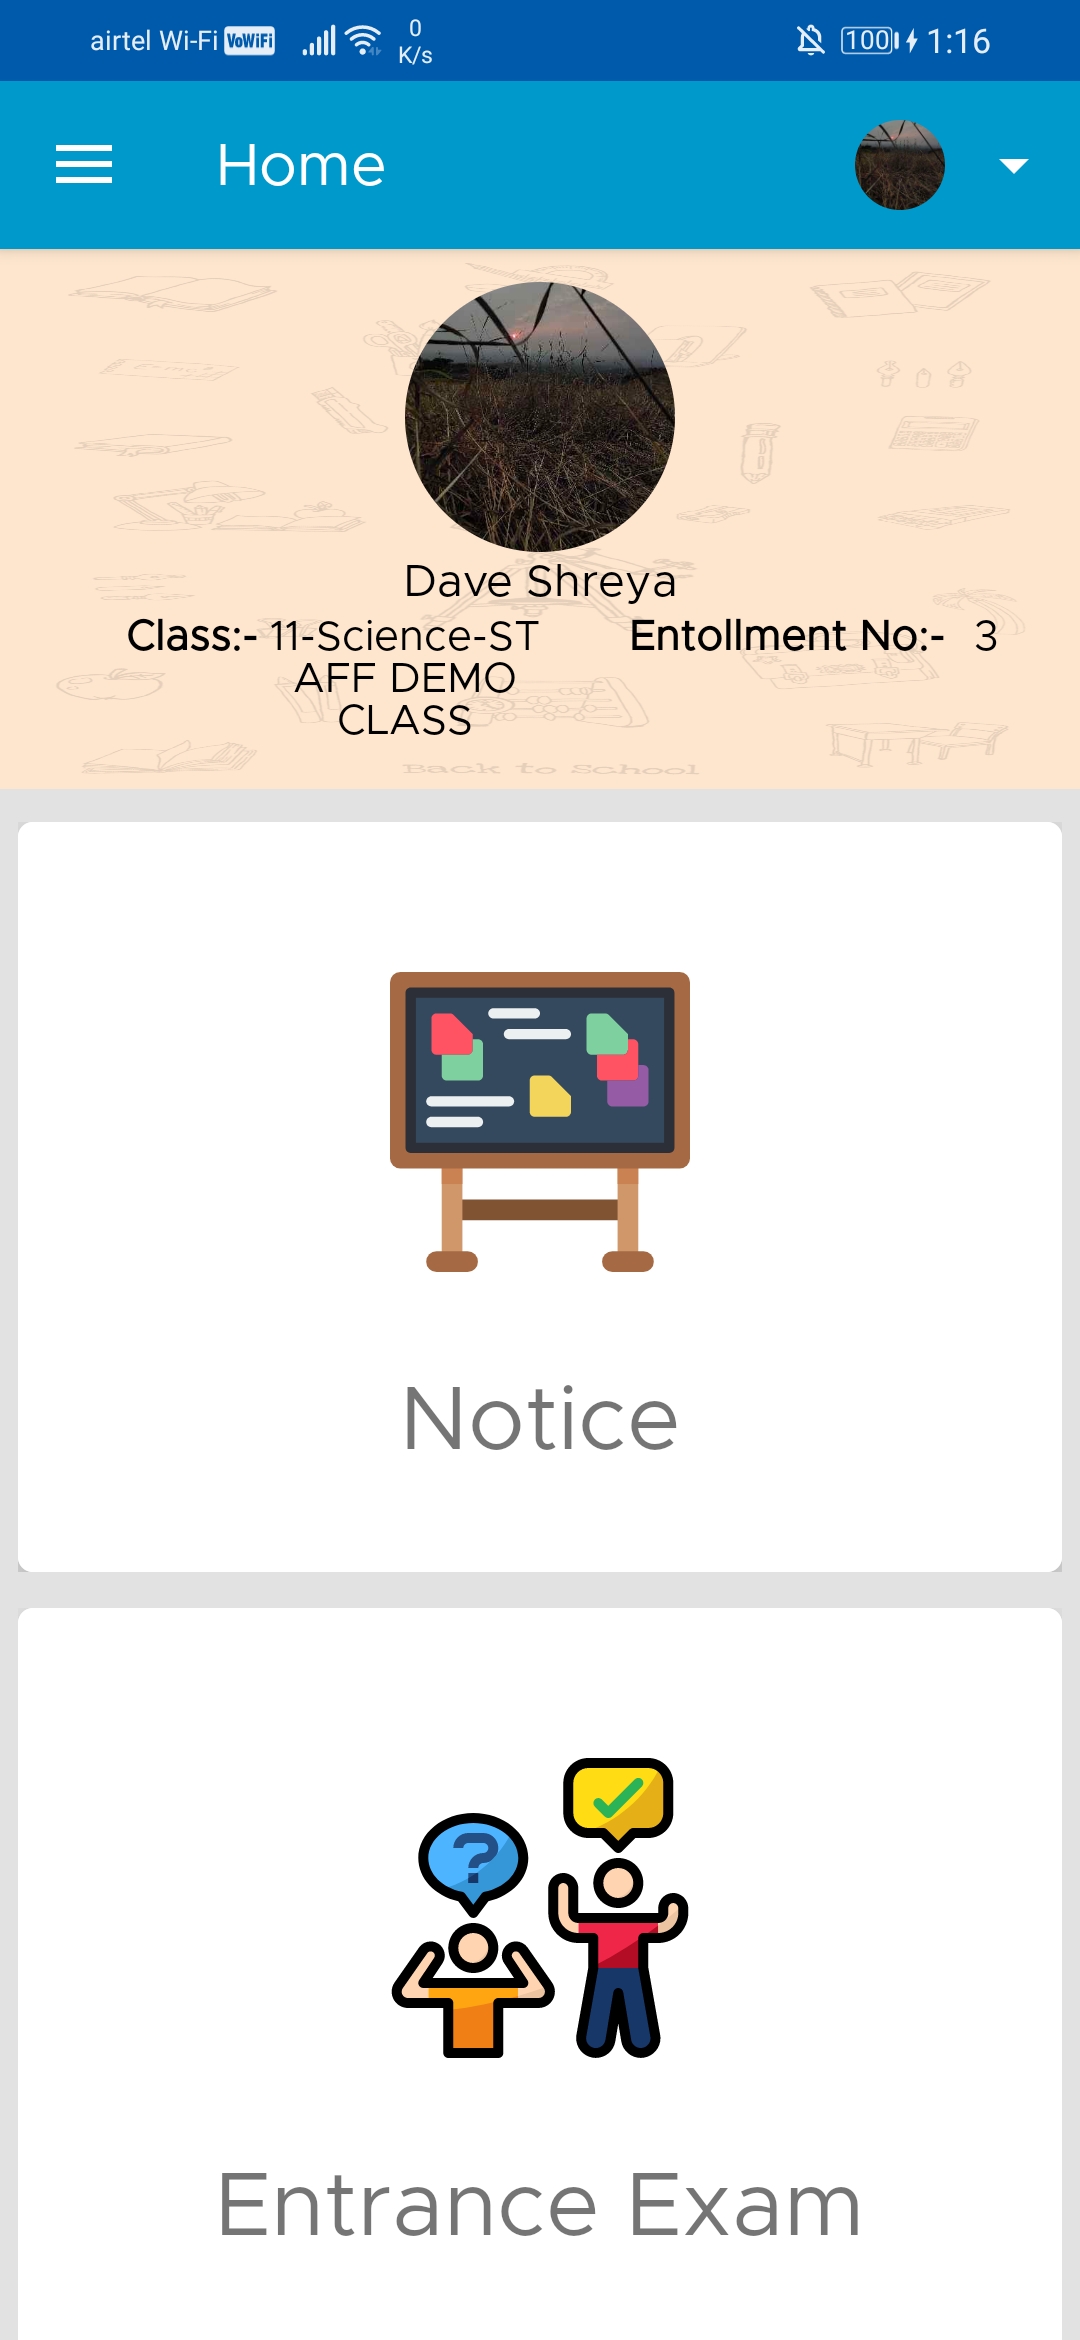 airtel Wi-Fi VoWiFi 0 K/s 100 1:16
Home
Dave Shreya
Class:- 11-Science-ST Entollment No:- 3
AFF DEMO
CLASS
Back to School
Notice
Entrance Exam